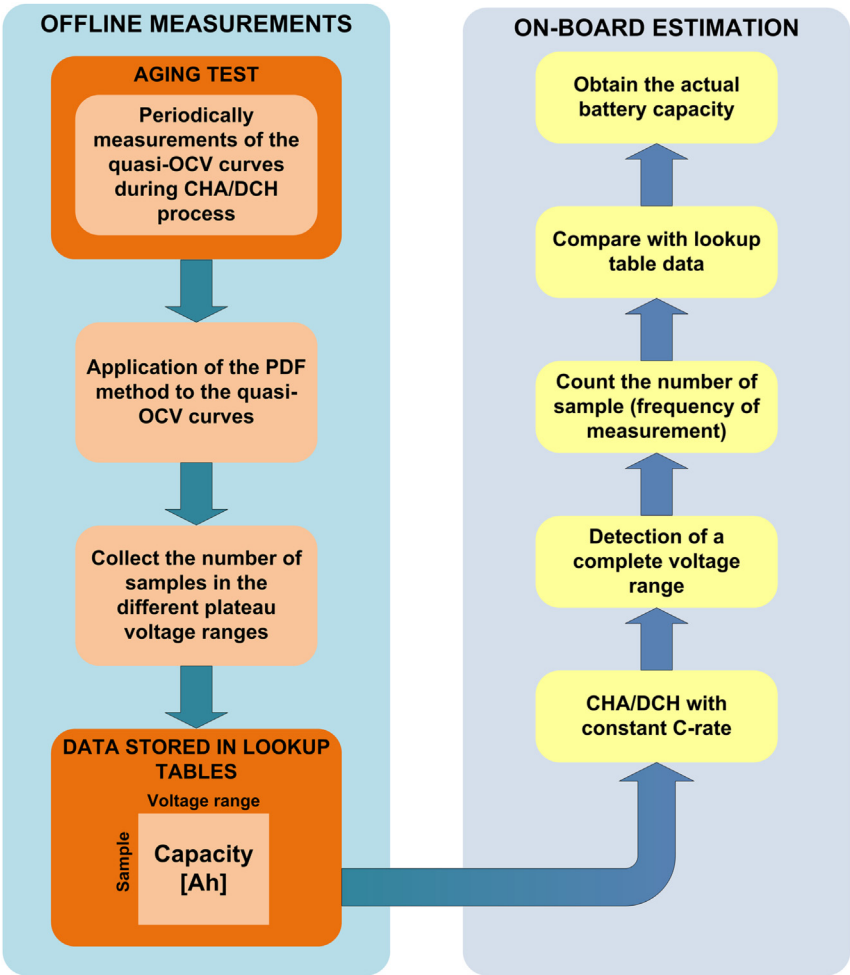 OFFLINE MEASUREMENTS
AGING TEST
Periodically
measurements of the
quasi-OCV curves
during CHA/DCH
process
Application of the PDF
method to the quasi-
OCV curves
Collect the number of
samples in the
different plateau
voltage ranges
DATA STORED IN LOOKUP
TABLES
Voltage range
Sample
Capacity
[Ah]
ON-BOARD ESTIMATION
Obtain the actual
battery capacity
Compare with lookup
table data
Count the number of
sample (frequency of
measurement)
Detection of a
complete voltage
range
CHA/DCH with
constant C-rate